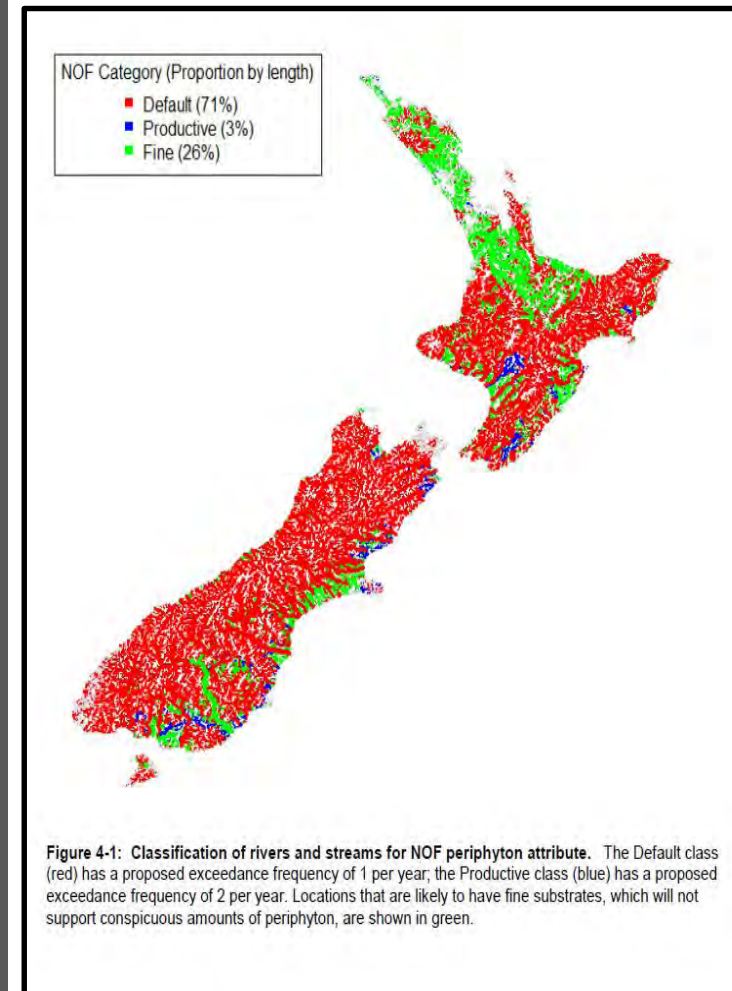 NOF Category (Proportion by length)
Default (71%)
Productive (3%)
Fine (26%)
Figure 4-1: Classification of rivers and streams for NOF periphyton attribute. The Default class
(red) has a proposed exceedance frequency of 1 per year; the Productive class (blue) has a proposed
exceedance frequency of 2 per year. Locations that are likely to have fine substrates, which will not
support conspicuous amounts of periphyton, are shown in green.